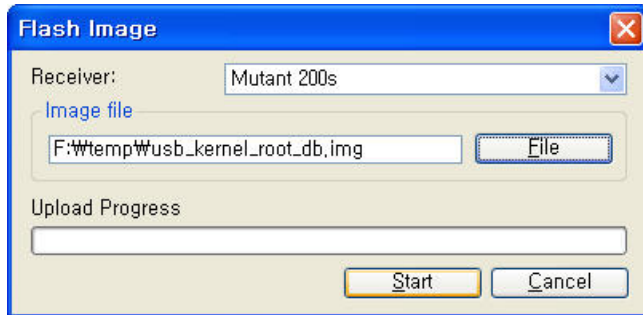 Flash Image
Receiver: Mutant 200s
Image file
F:₩temp₩usb_kernel_root_db.img File
Upload Progress
Start Cancel